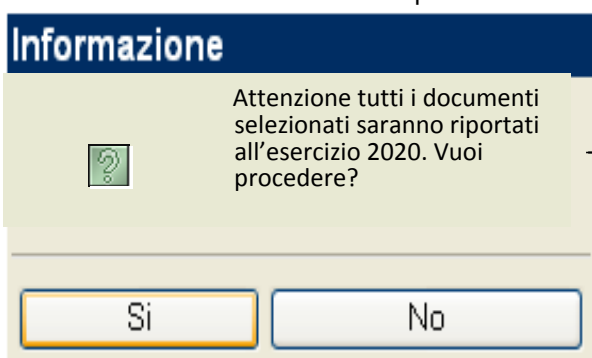 Informazione
Attenzione tutti i documenti
selezionati saranno riportati
all’esercizio 2020. Vuoi
procedere?
Si
No